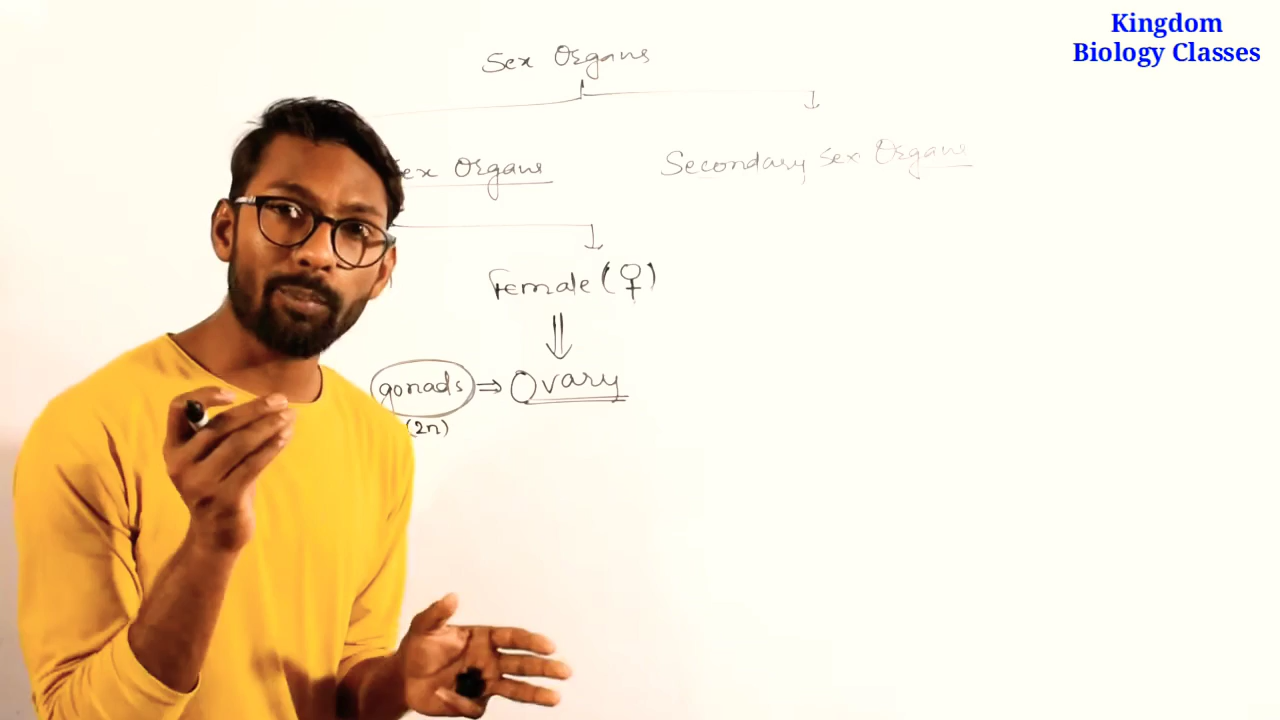 Kingdom
Biology Classes
Sex Organs
Sex Organs
Secondary Sex Organs
Female (♀)
gonads ⇒ Ovary
(2n)